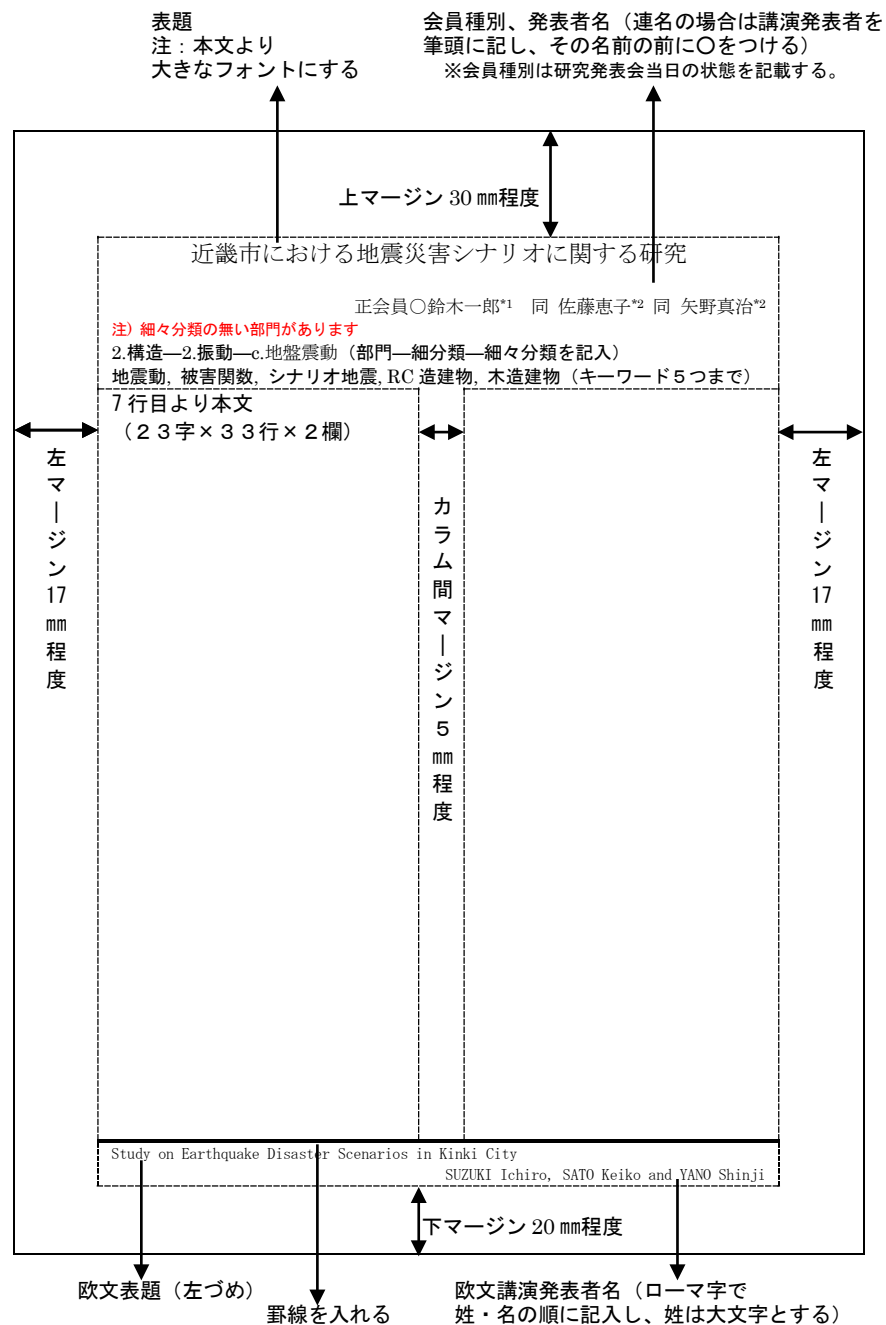 表題
注：本文より
大きなフォントにする
会員種別、発表者名（連名の場合は講演発表者を
筆頭に記し、その名前の前に〇をつける）
※会員種別は研究発表会当日の状態を記載する。
上マージン 30 ㎜程度
近畿市における地震災害シナリオに関する研究
正会員〇鈴木一郎*1　同 佐藤恵子*2 同 矢野真治*2
注) 細々分類の無い部門があります
2.構造―2.振動―c.地盤震動（部門―細分類―細々分類を記入）
地震動, 被害関数, シナリオ地震, RC 造建物, 木造建物（キーワード５つまで）
7 行目より本文
（２３字×３３行×２欄）
左マージン17㎜程度
カラム間マージン５㎜程度
左マージン17㎜程度
Study on Earthquake Disaster Scenarios in Kinki City
SUZUKI Ichiro, SATO Keiko and YANO Shinji
下マージン 20 ㎜程度
欧文表題（左づめ）
罫線を入れる
欧文講演発表者名（ローマ字で
姓・名の順に記入し、姓は大文字とする）